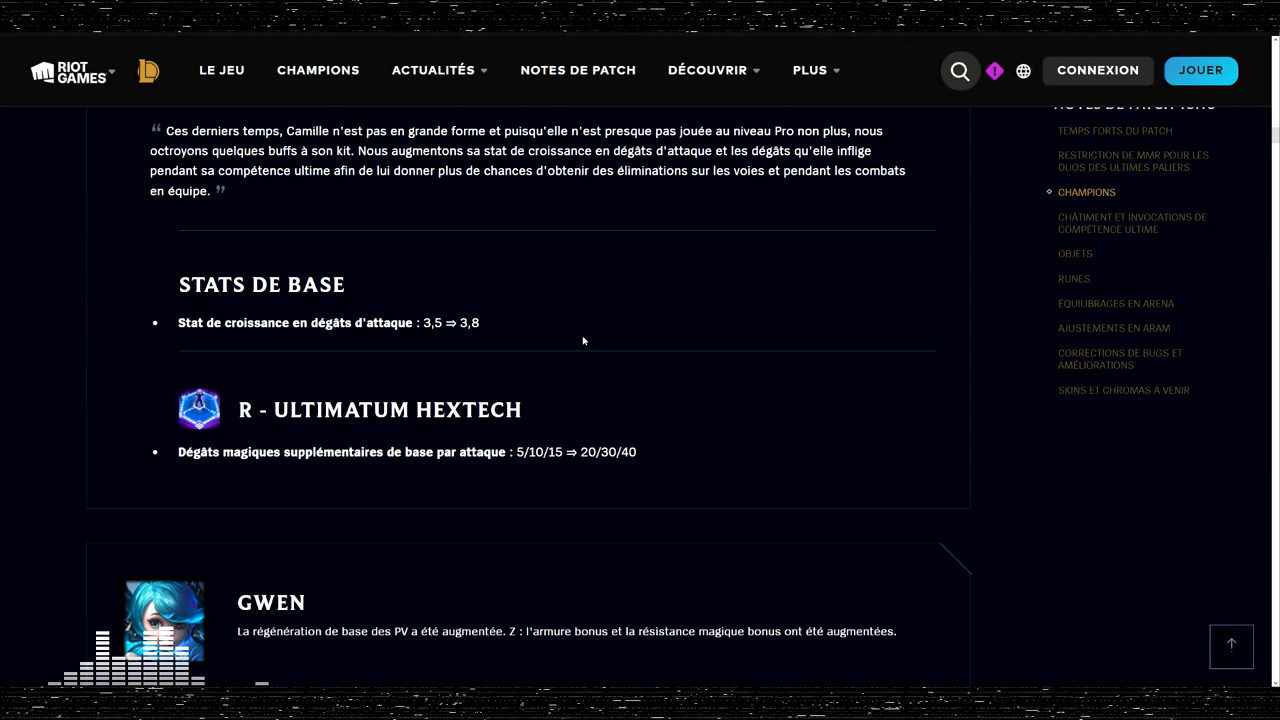 RIOT GAMES
LE JEU
CHAMPIONS
ACTUALITÉS
NOTES DE PATCH
DÉCOUVRIR
PLUS
CONNEXION
JOUER
“ Ces derniers temps, Camille n'est pas en grande forme et puisqu'elle n'est presque pas jouée au niveau Pro non plus, nous
octroyons quelques buffs à son kit. Nous augmentons sa stat de croissance en dégâts d'attaque et les dégâts qu'elle inflige
pendant sa compétence ultime afin de lui donner plus de chances d'obtenir des éliminations sur les voies et pendant les combats
en équipe. ”
STATS DE BASE
• Stat de croissance en dégâts d'attaque : 3,5 ⇒ 3,8
R - ULTIMATUM HEXTECH
• Dégâts magiques supplémentaires de base par attaque : 5/10/15 ⇒ 20/30/40
GWEN
La régénération de base des PV a été augmentée. Z : l'armure bonus et la résistance magique bonus ont été augmentées.
TEMPS FORTS DU PATCH
RESTRICTION DE MMR POUR LES
DUOS DES ULTIMES PALIERS
CHAMPIONS
CHÂTIMENT ET INVOCATIONS DE
COMPÉTENCE ULTIME
OBJETS
RUNES
ÉQUILIBRAGES EN ARENA
AJUSTEMENTS EN ARAM
CORRECTIONS DE BUGS ET
AMÉLIORATIONS
SKINS ET CHROMAS À VENIR